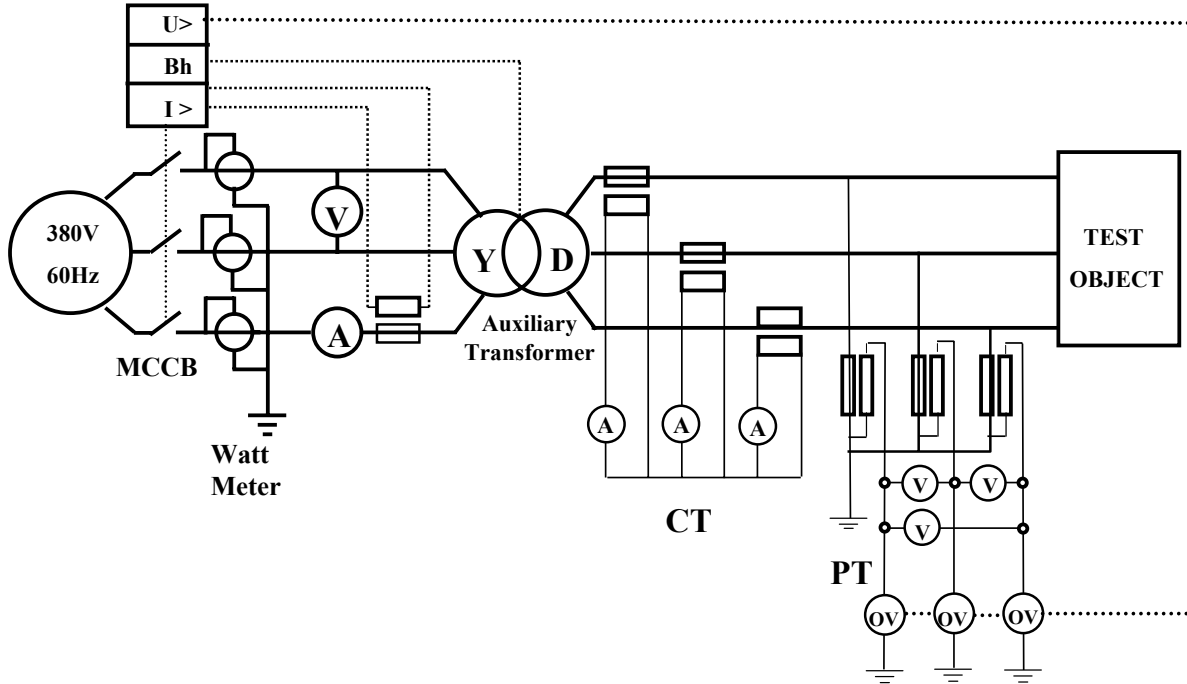 U>
Bh
I >
380V
60Hz
V
A
Y
D
Auxiliary
Transformer
MCCB
Watt
Meter
TEST
OBJECT
A
A
A
CT
V
V
V
PT
OV
OV
OV